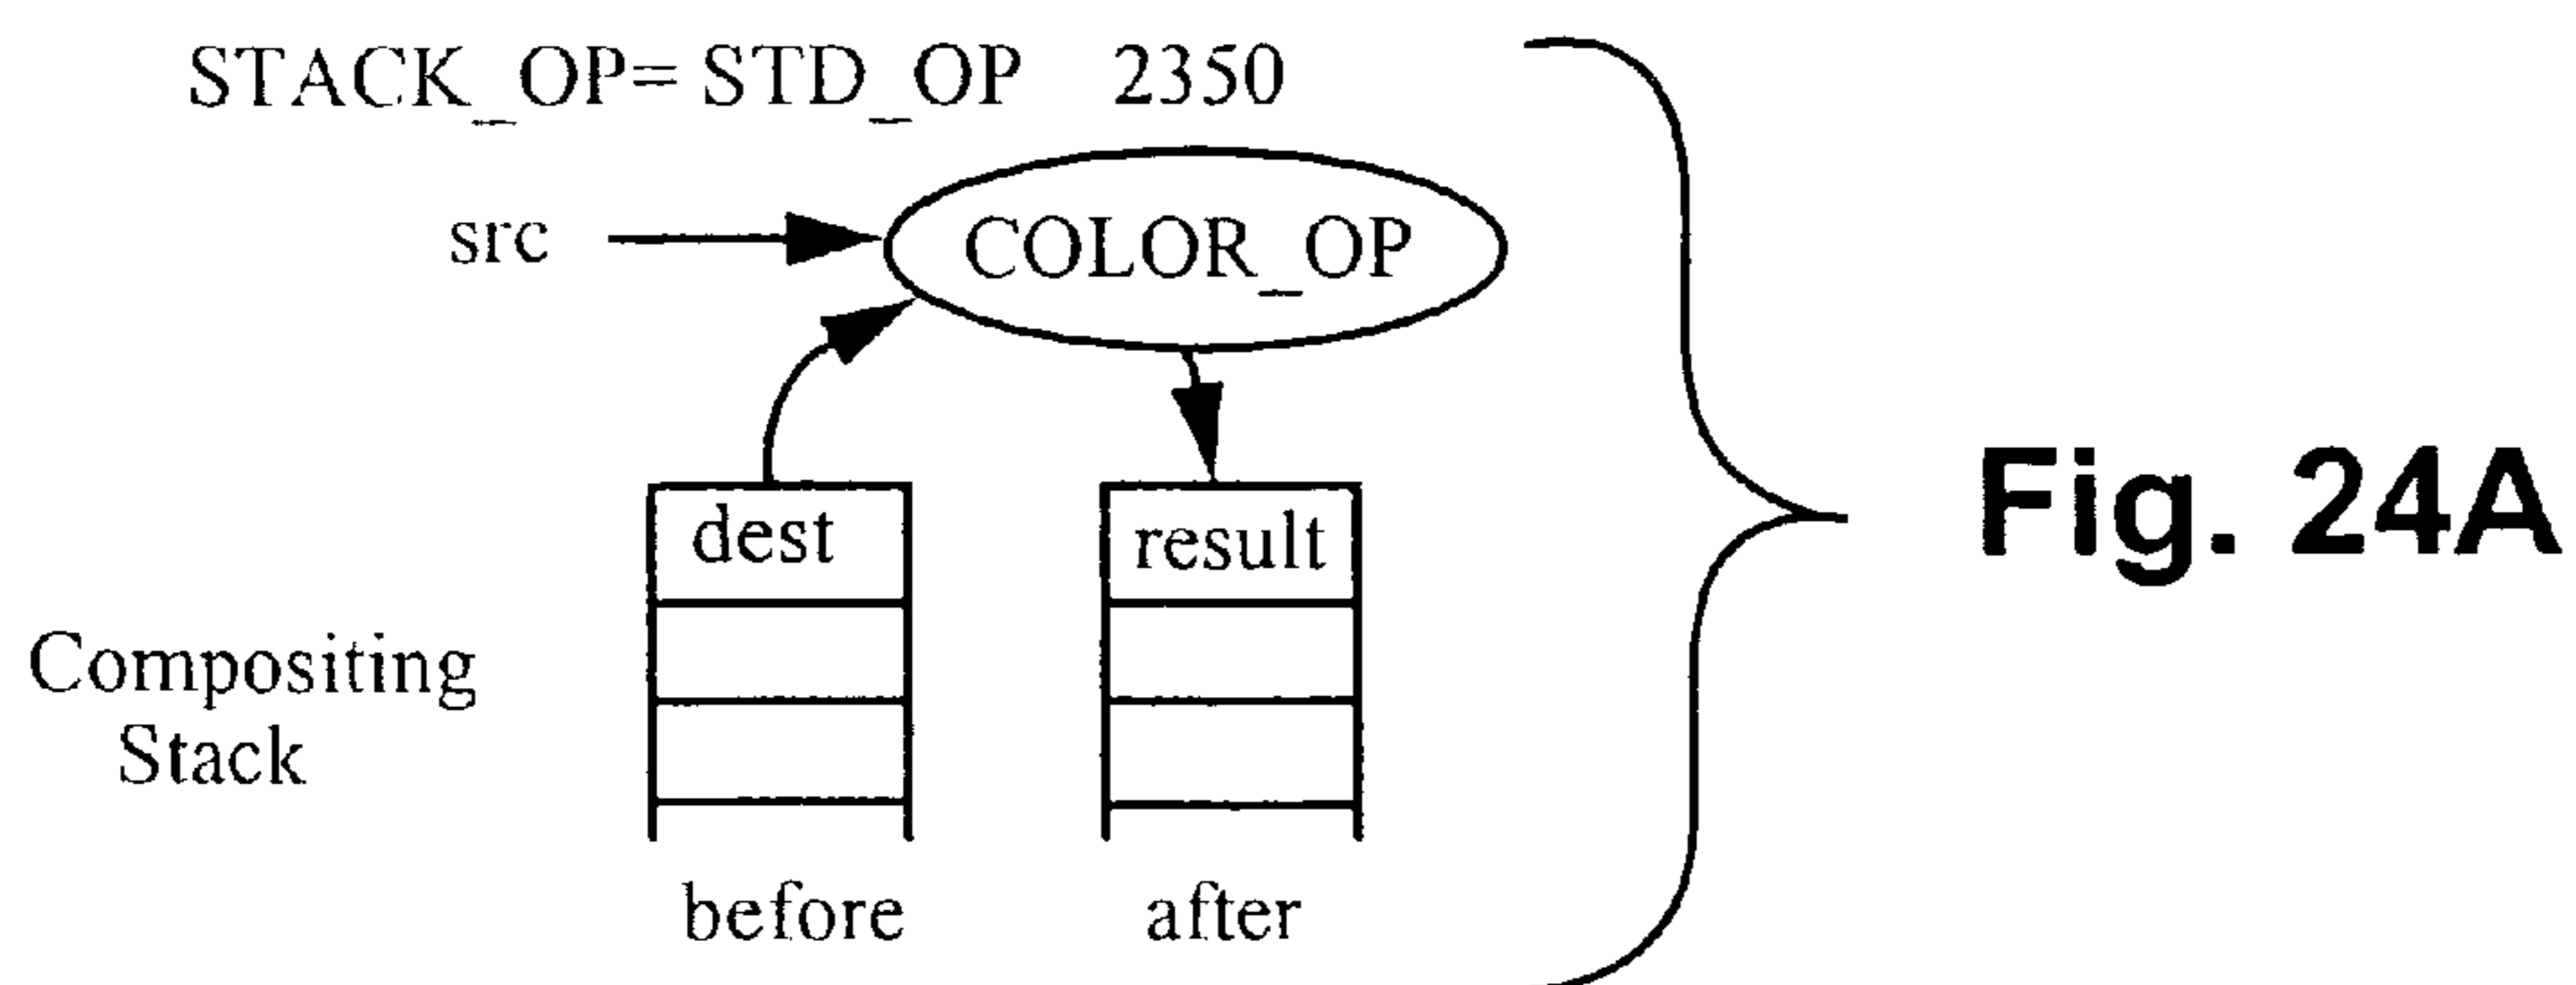 STACK_OP= STD_OP 2350
src
COLOR_OP
dest
result
Compositing
Stack
before
after
Fig. 24A